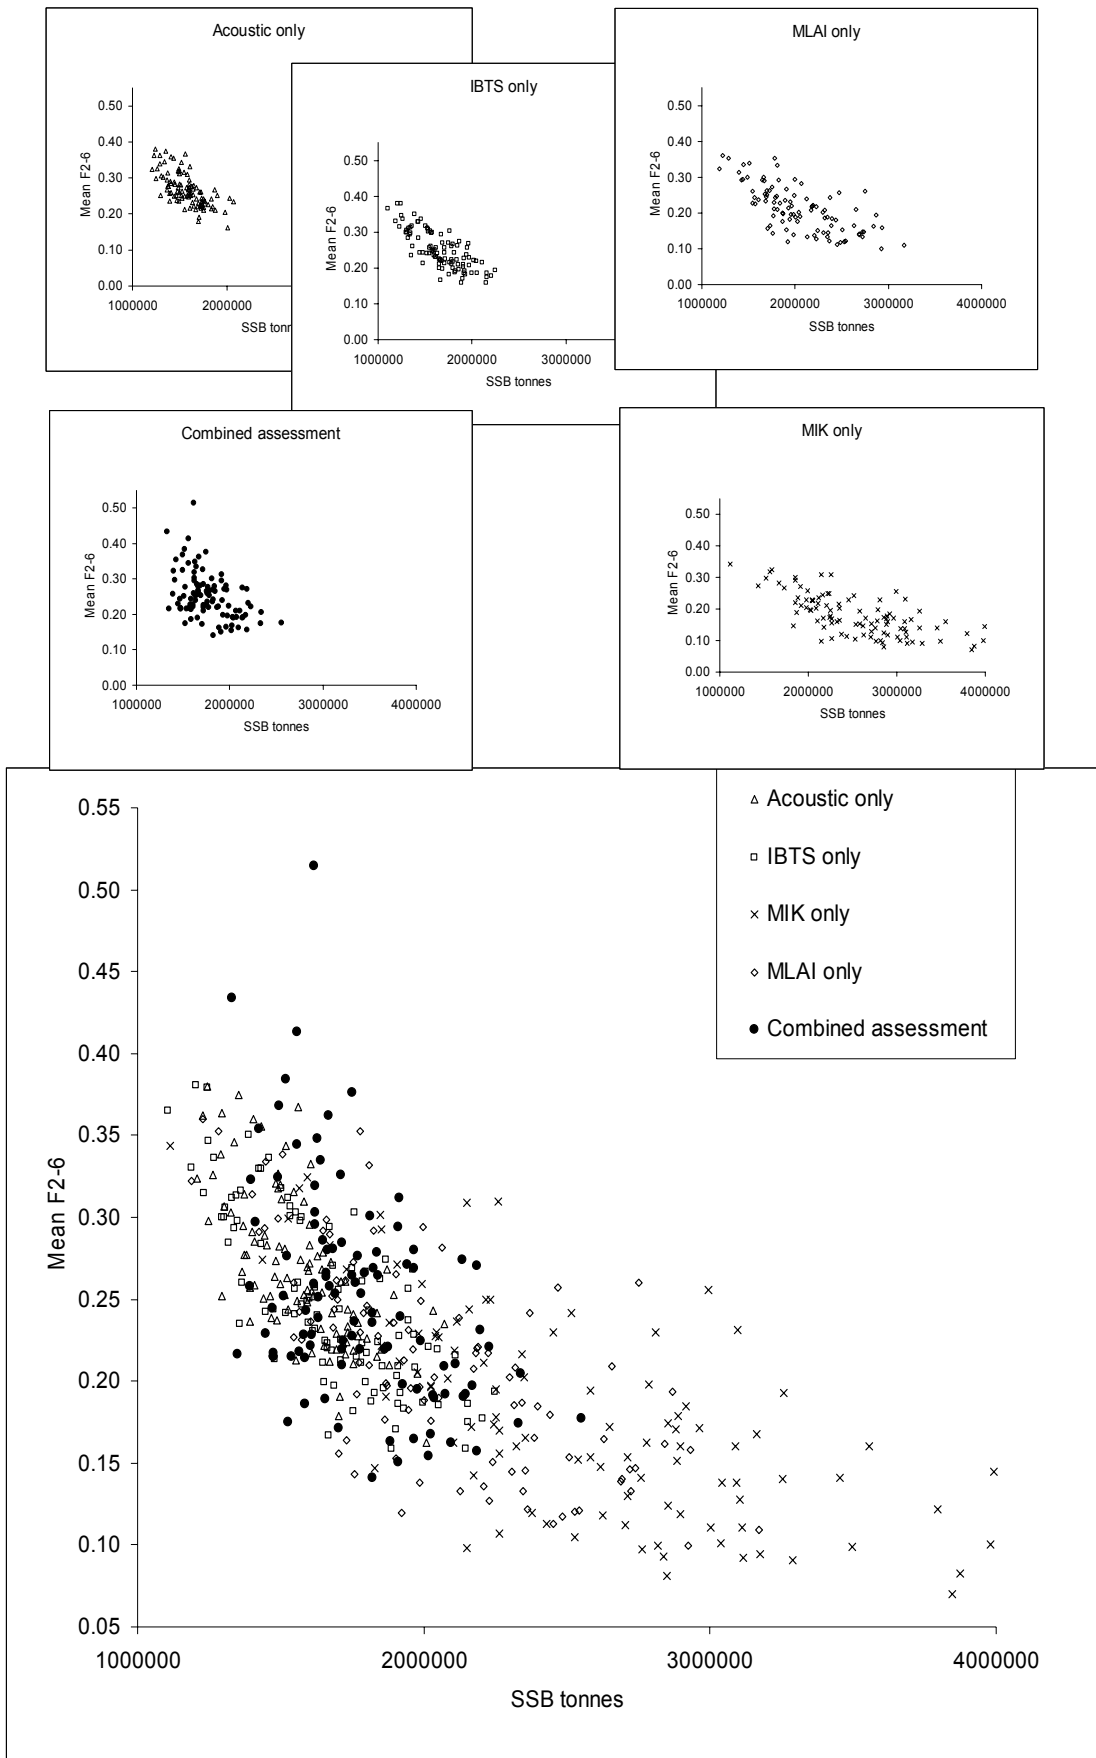 Acoustic only
0.50
0.40
0.30
0.20
0.10
0.00
Mean F2-6
1000000 2000000
SSB tonn
IBTS only
0.50
0.40
0.30
0.20
0.10
0.00
Mean F2-6
1000000 2000000 3000000
SSB tonnes
MLAI only
0.50
0.40
0.30
0.20
0.10
0.00
Mean F2-6
1000000 2000000 3000000 4000000
SSB tonnes
Combined assessment
0.50
0.40
0.30
0.20
0.10
0.00
Mean F2-6
1000000 2000000 3000000 4000000
SSB tonnes
MIK only
0.50
0.40
0.30
0.20
0.10
0.00
Mean F2-6
1000000 2000000 3000000 4000000
SSB tonnes
Acoustic only
IBTS only
MIK only
MLAI only
Combined assessment
0.55
0.50
0.45
0.40
0.35
0.30
0.25
0.20
0.15
0.10
0.05
Mean F2-6
1000000 2000000 3000000 4000000
SSB tonnes